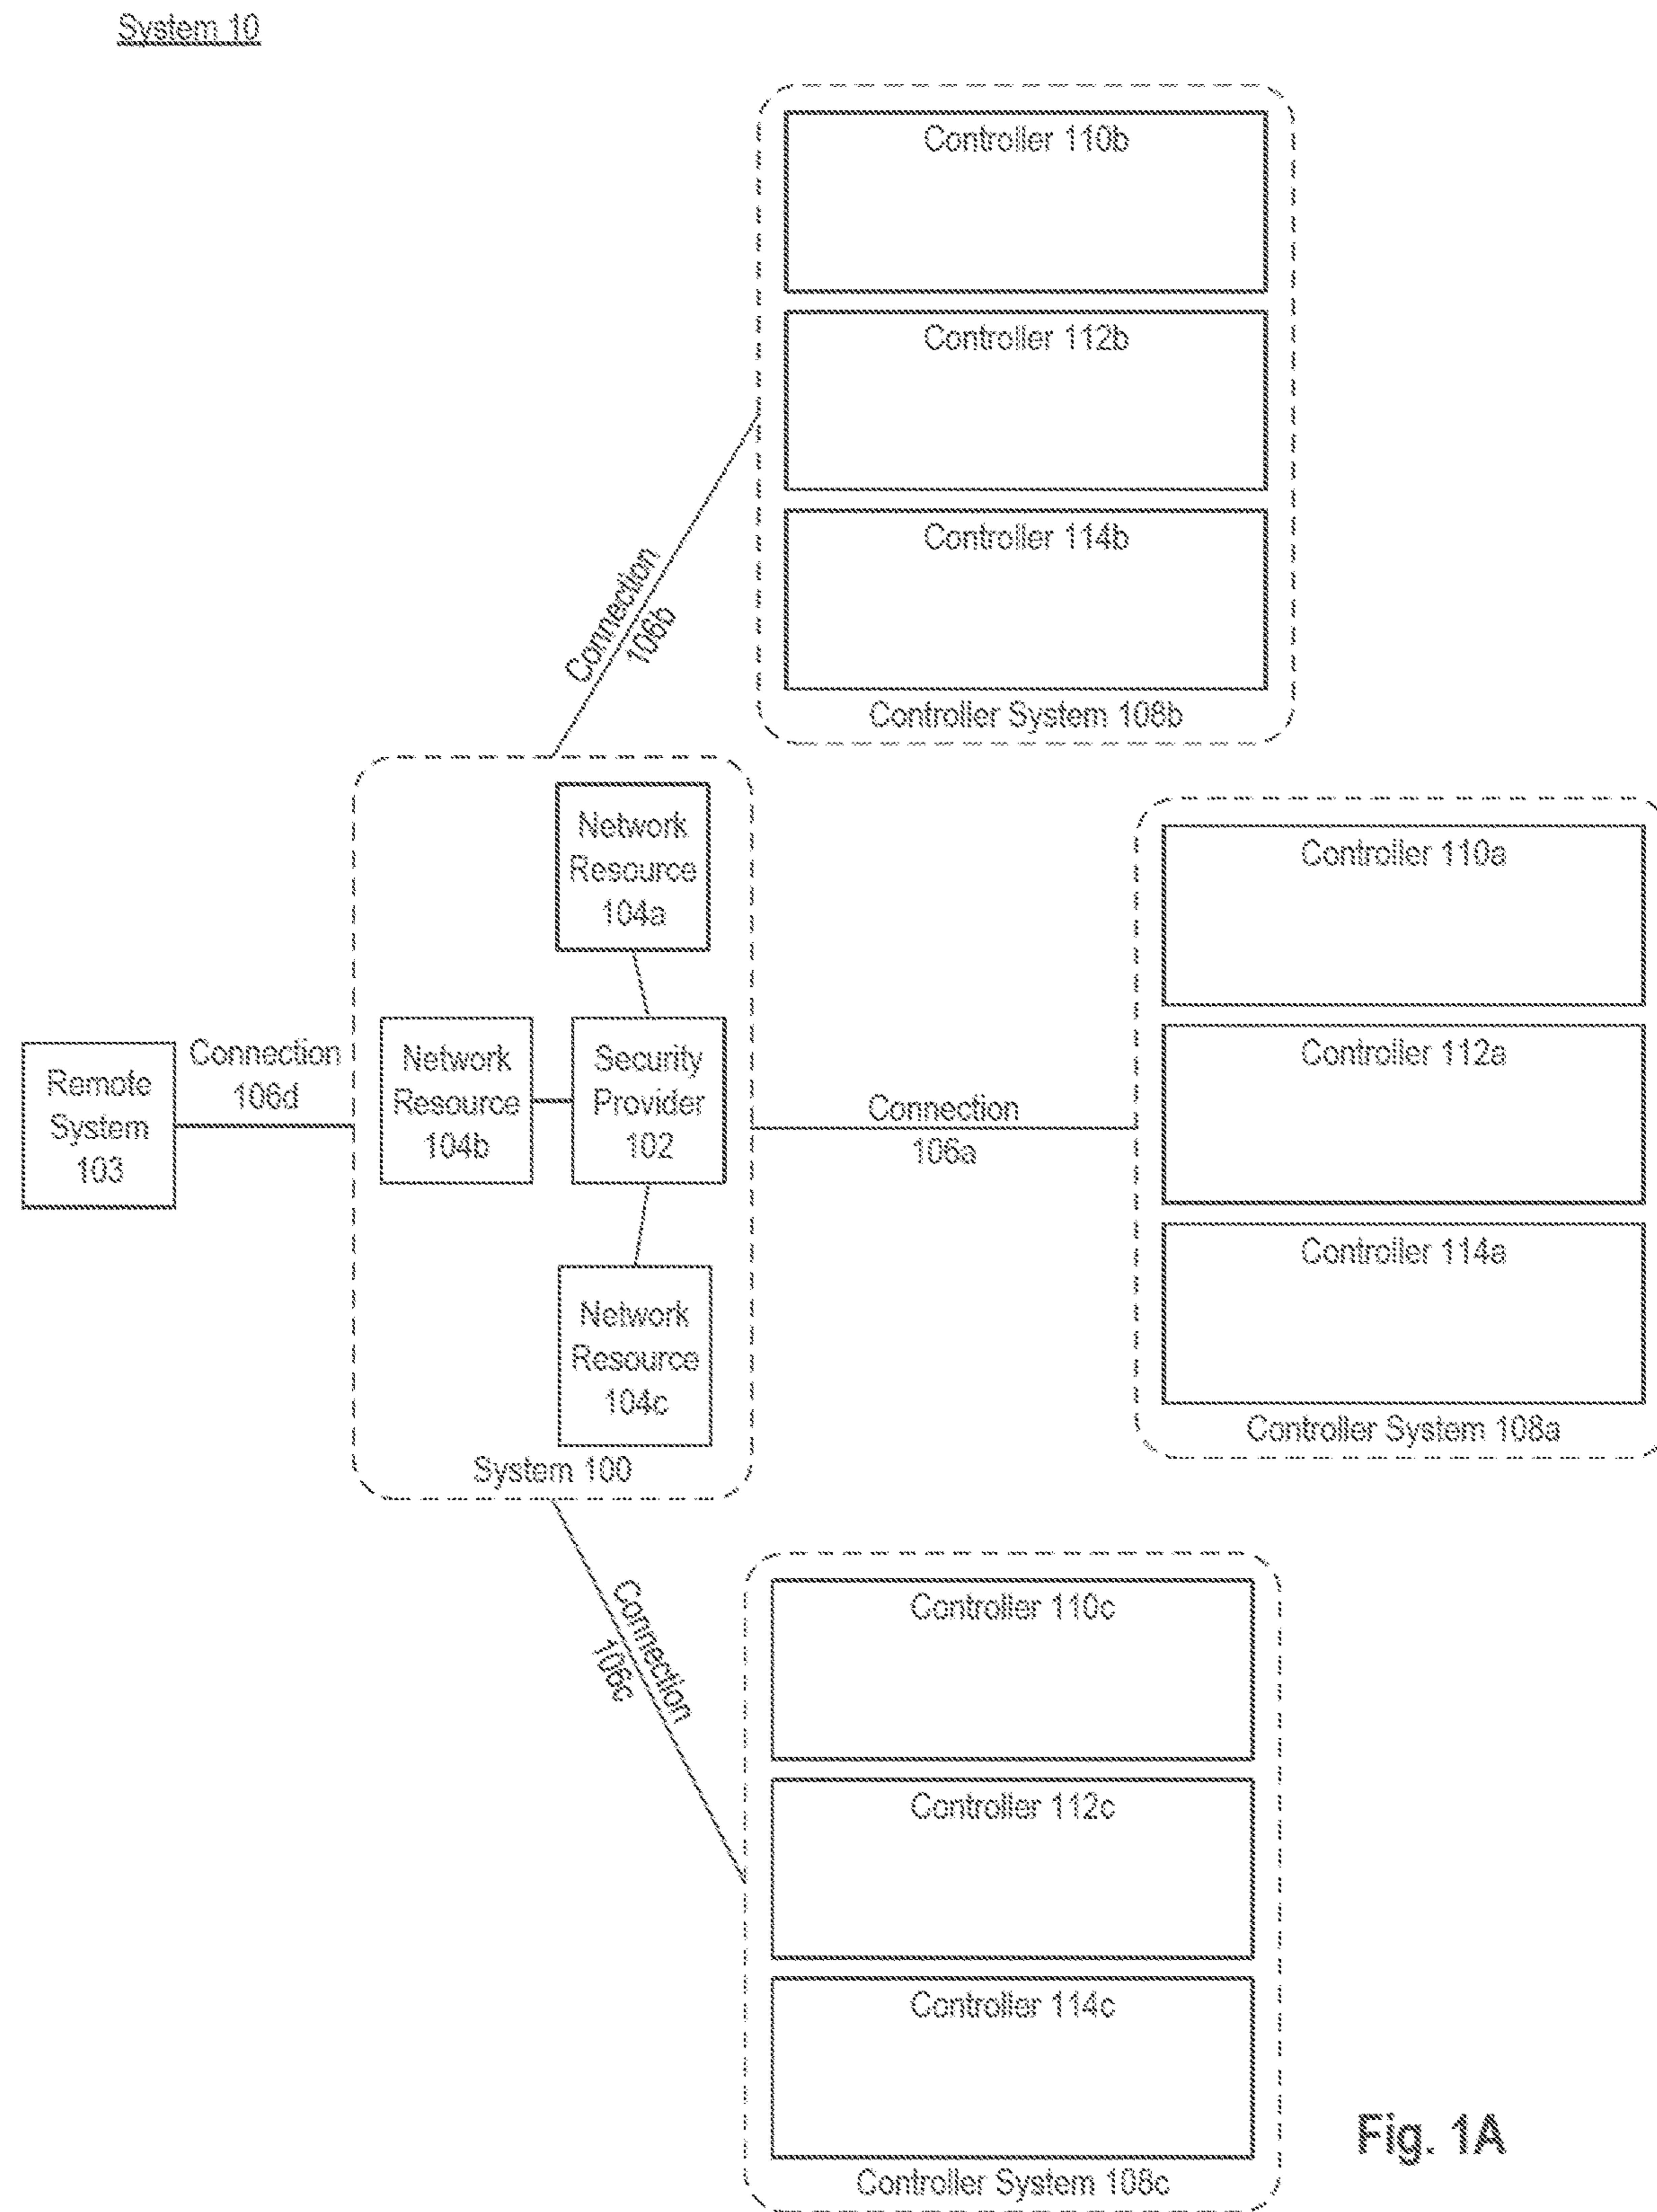 System 10
Controller 110b
Controller 112b
Controller 114b
Controller System 108b
Connection
106b
Network
Resource
104a
Network
Resource
104b
Security
Provider
102
Network
Resource
104c
System 100
Remote
System
103
Connection
106d
Connection
106a
Controller 110a
Controller 112a
Controller 114a
Controller System 108a
Connection
106c
Controller 110c
Controller 112c
Controller 114c
Controller System 108c
Fig. 1A